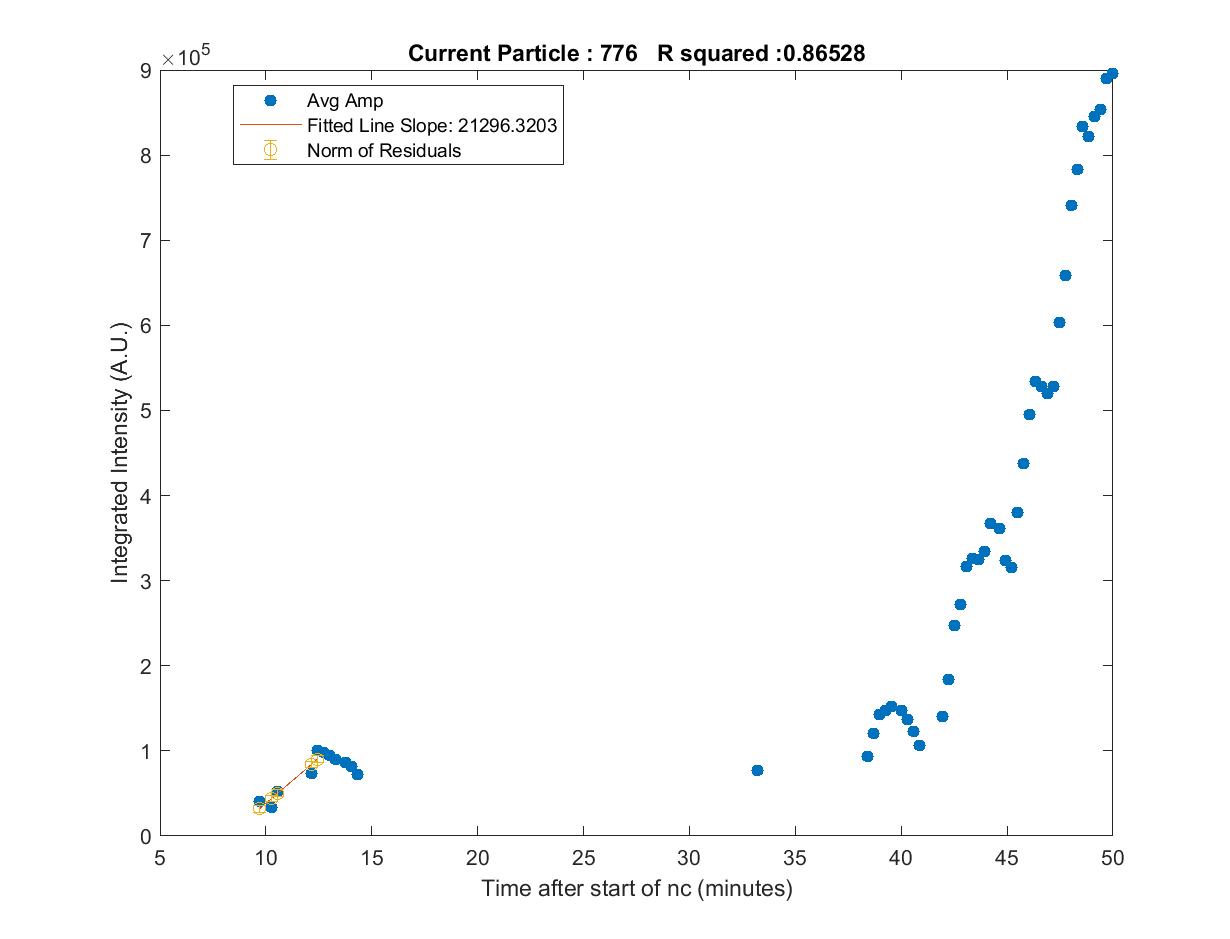 Current Particle : 776 R squared :0.86528
×10^5
9
8
7
6
5
4
3
2
1
0
Avg Amp
Fitted Line Slope: 21296.3203
Norm of Residuals
Integrated Intensity (A.U.)
5 10 15 20 25 30 35 40 45 50
Time after start of nc (minutes)